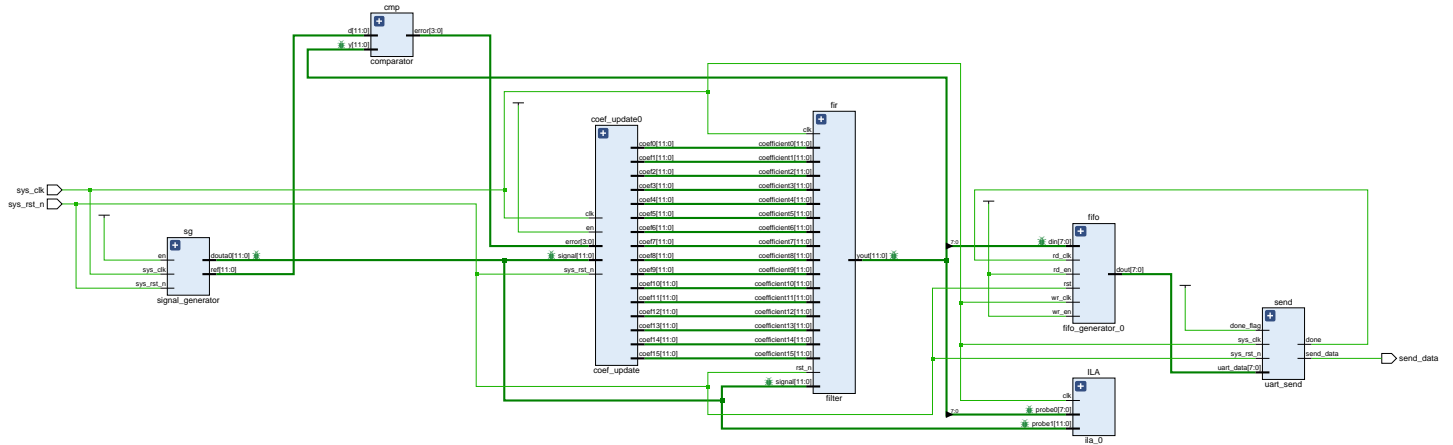 cmp
d[11:0]
error[3:0]
y[11:0]
comparator
fir
coef_update0
clk
coef0[11:0]
coefficient0[11:0]
coef1[11:0]
coefficient1[11:0]
coef2[11:0]
coefficient2[11:0]
coef3[11:0]
coefficient3[11:0]
sys_clk
coef4[11:0]
coefficient4[11:0]
sys_rst_n
clk
coef5[11:0]
coefficient5[11:0]
fifo
sg
en
coef6[11:0]
coefficient6[11:0]
error[3:0]
coef7[11:0]
coefficient7[11:0]
7:0
din[7:0]
en
douta0[11:0]
signal[11:0]
coef8[11:0]
coefficient8[11:0]
yout[11:0]
rd_clk
sys_clk
ref[11:0]
sys_rst_n
coef9[11:0]
coefficient9[11:0]
rd_en
dout[7:0]
sys_rst_n
coef10[11:0]
coefficient10[11:0]
rst
signal_generator
coef11[11:0]
coefficient11[11:0]
wr_clk
send
coef12[11:0]
coefficient12[11:0]
wr_en
coef13[11:0]
coefficient13[11:0]
fifo_generator_0
done_flag
coef14[11:0]
coefficient14[11:0]
sys_clk
done
coef15[11:0]
coefficient15[11:0]
sys_rst_n
send_data
send_data
coef_update
rst_n
uart_data[7:0]
ILA
signal[11:0]
uart_send
filter
clk
7:0
probe0[7:0]
probe1[11:0]
ila_0